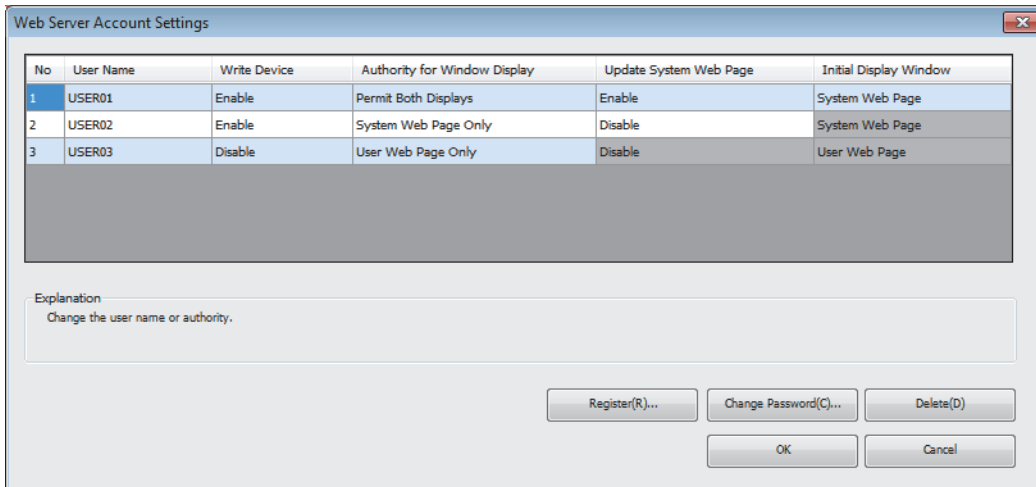 Web Server Account Settings
No User Name Write Device Authority for Window Display Update System Web Page Initial Display Window
1 USER01 Enable Permit Both Displays Enable System Web Page
2 USER02 Enable System Web Page Only Disable System Web Page
3 USER03 Disable User Web Page Only Disable User Web Page
Explanation
Change the user name or authority.
Register(R)... Change Password(C)... Delete(D)
OK Cancel